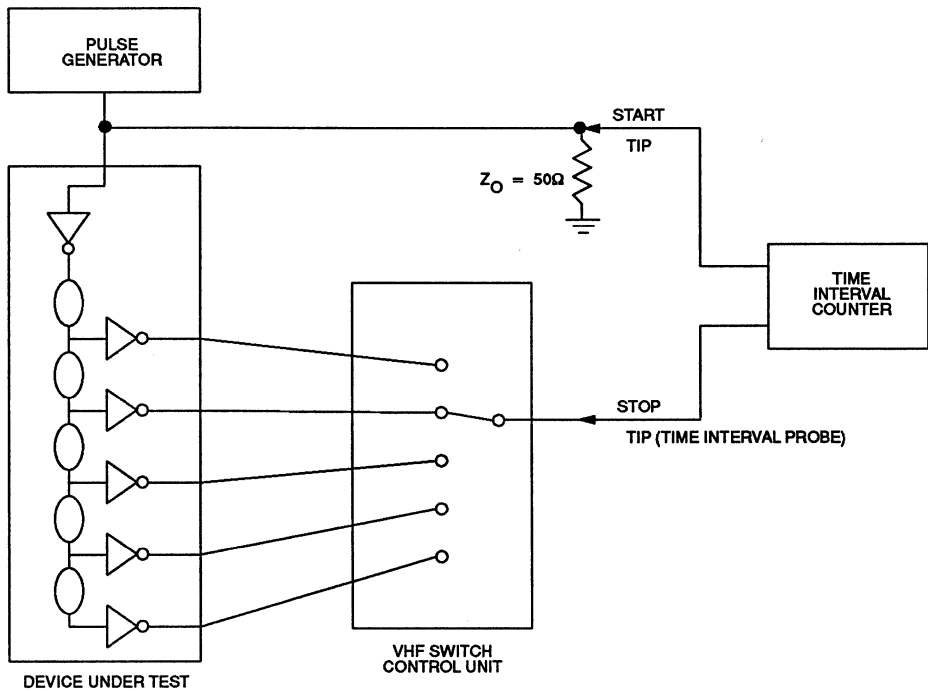 PULSE
GENERATOR
START
TIP
ZO = 50Ω
TIME
INTERVAL
COUNTER
STOP
TIP (TIME INTERVAL PROBE)
VHF SWITCH
CONTROL UNIT
DEVICE UNDER TEST